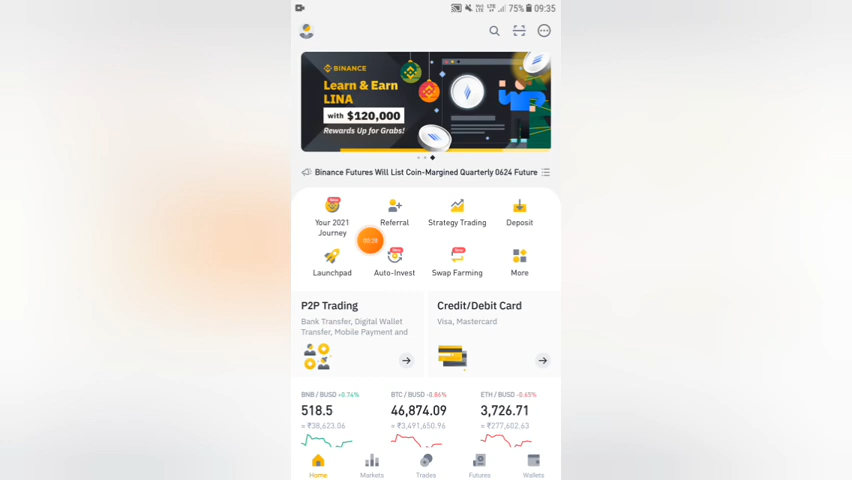 75% 09:35
BINANCE
Learn & Earn
LINA
with $120,000
Rewards Up for Grabs!
Binance Futures Will List Coin-Margined Quarterly 0624 Future
New
Your 2021
Journey
Referral
Strategy Trading
Deposit
Launchpad
New
Auto-Invest
New
Swap Farming
More
P2P Trading
Bank Transfer, Digital Wallet
Transfer, Mobile Payment and
Credit/Debit Card
Visa, Mastercard
BNB / BUSD +0.76%
518.5
≈ ₹38,623.06
BTC / BUSD -0.86%
46,874.09
≈ ₹3,491,650.96
ETH / BUSD -0.65%
3,726.71
≈ ₹277,602.63
Home
Markets
Trades
Futures
Wallets